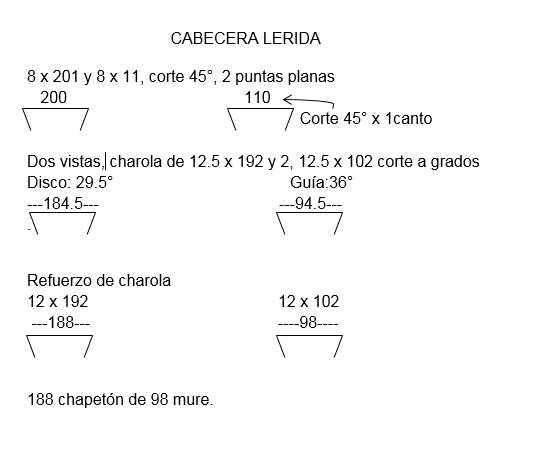 CABECERA LERIDA
8 x 201 y 8 x 11, corte 45°, 2 puntas planas
200 110
Corte 45° x 1canto
Dos vistas, charola de 12.5 x 192 y 2, 12.5 x 102 corte a grados
Disco: 29.5° Guía:36°
---184.5--- ---94.5---
.
Refuerzo de charola
12 x 192 12 x 102
---188--- ----98----
188 chapetón de 98 mure.